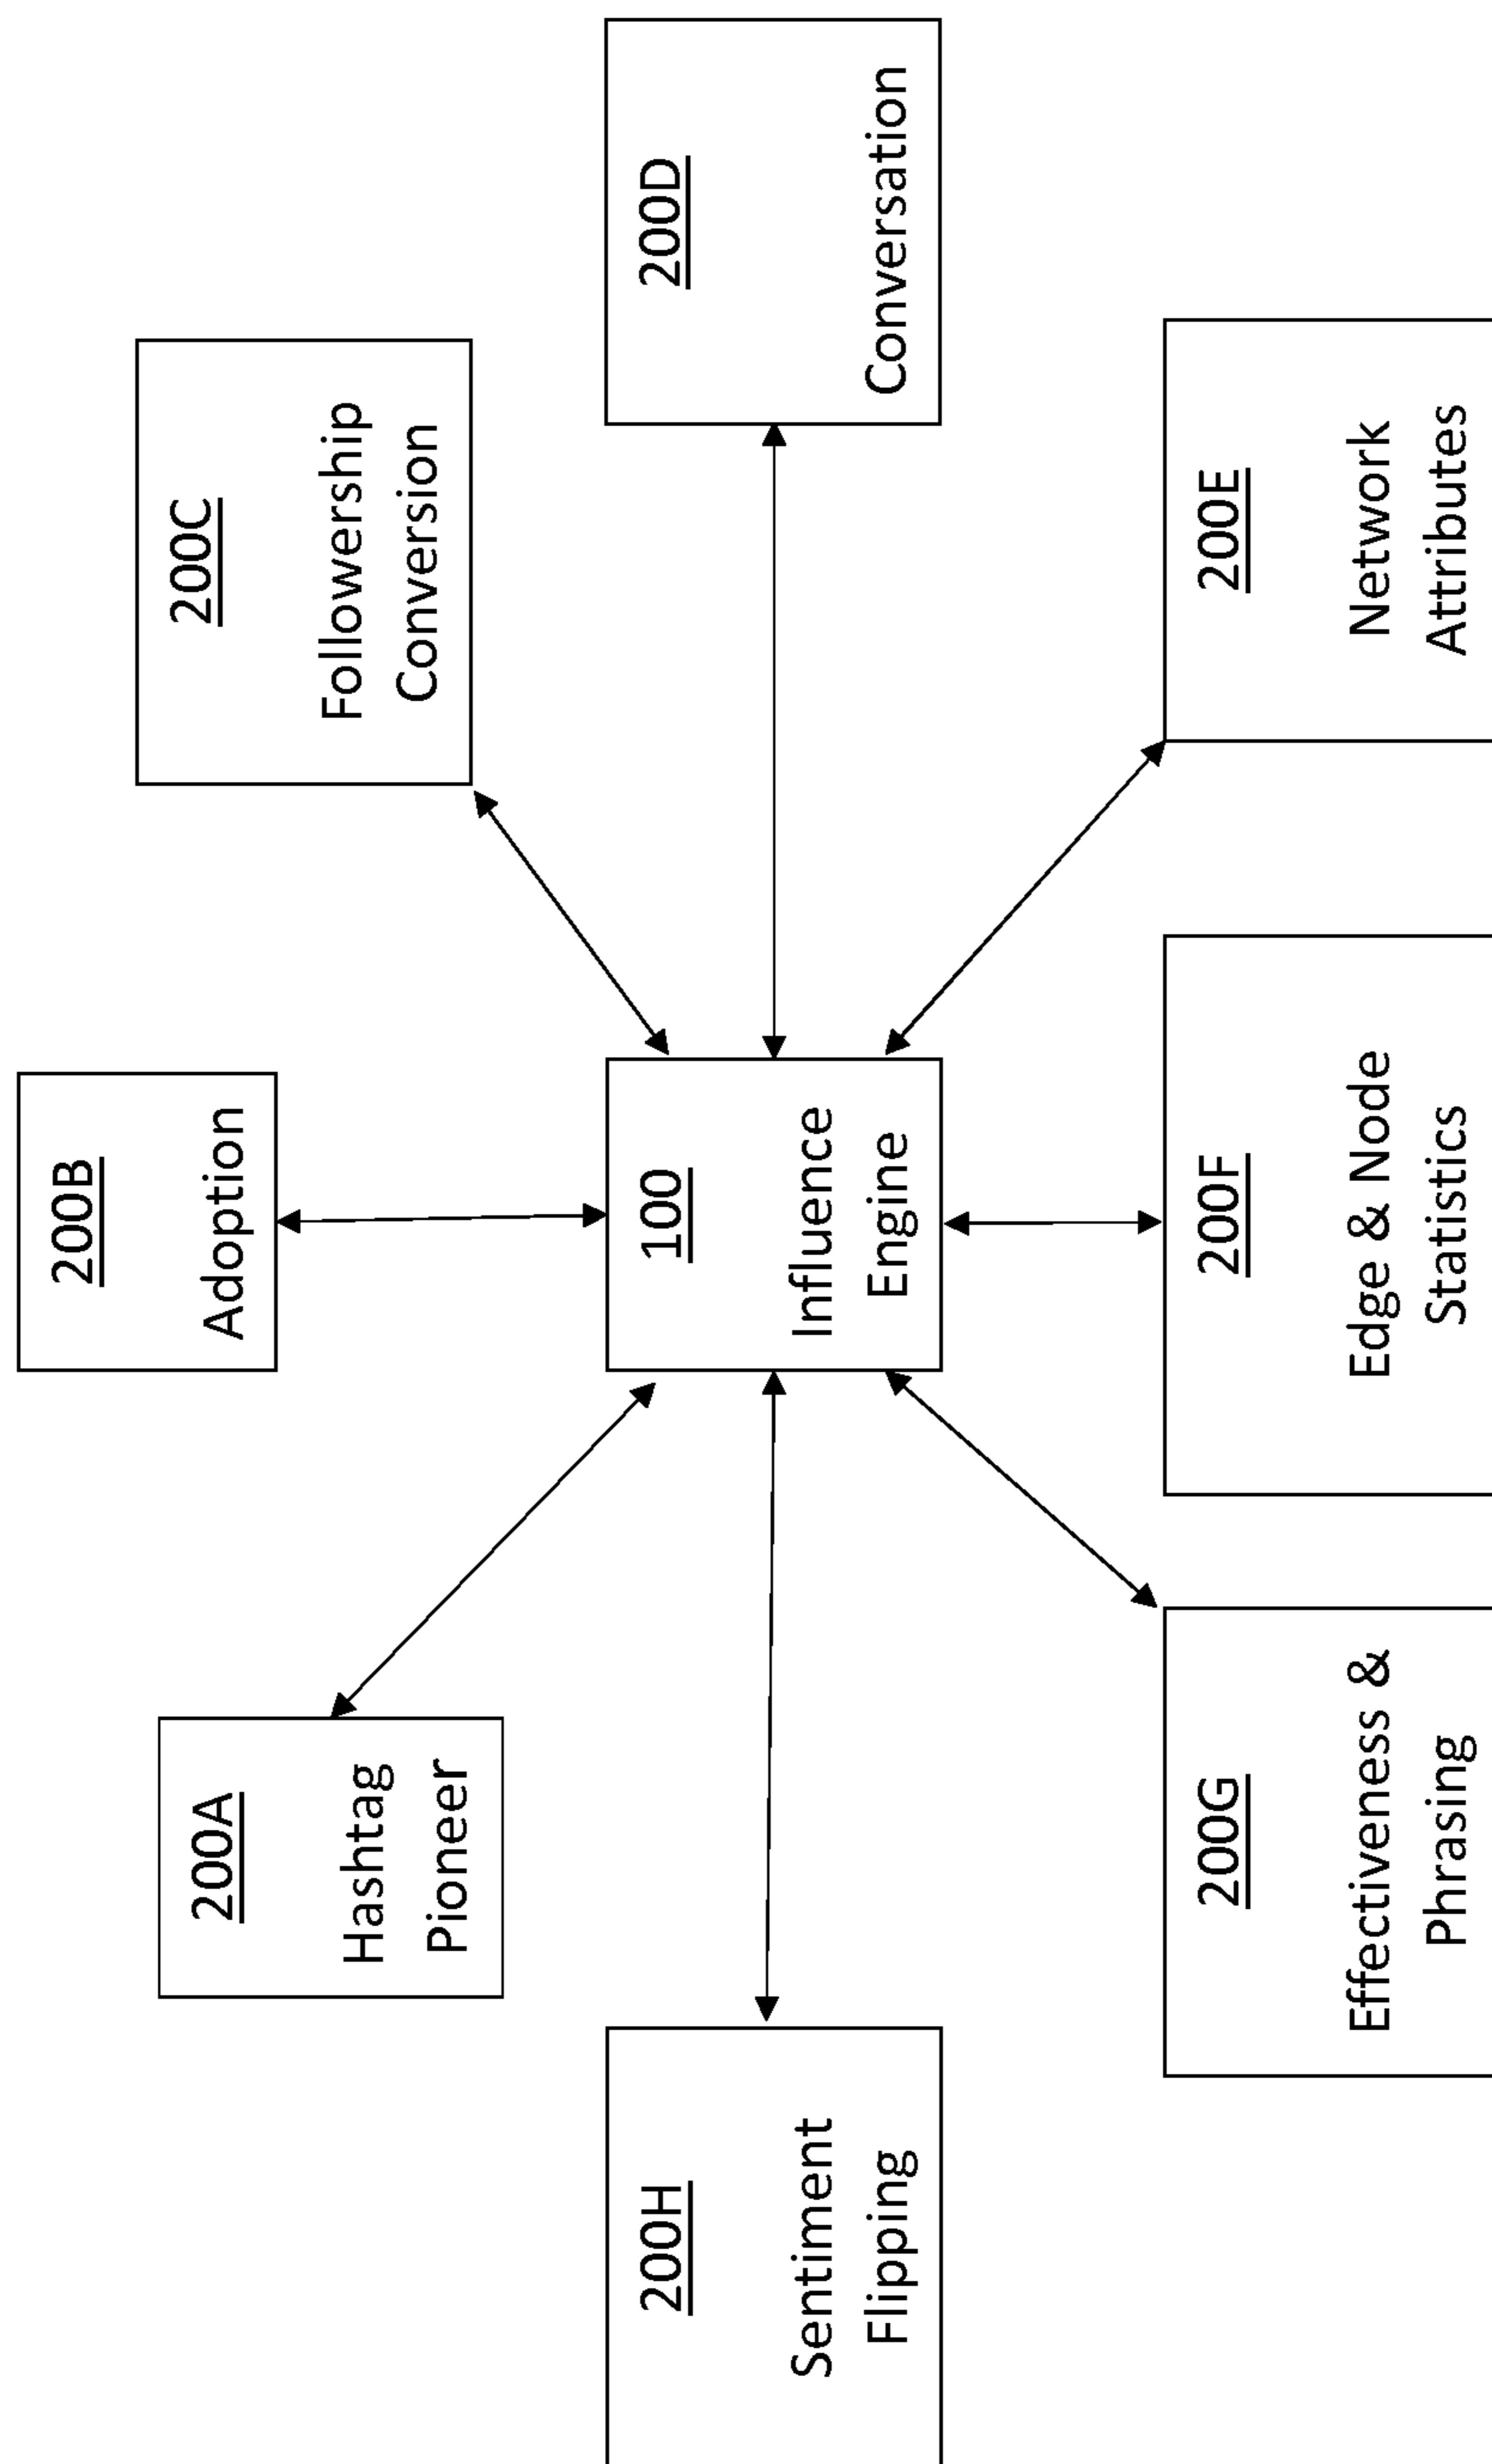 200A
Hashtag
Pioneer
200B
Adoption
200C
Followership
Conversion
200D
Conversation
200E
Network
Attributes
200F
Edge & Node
Statistics
200G
Effectiveness &
Phrasing
200H
Sentiment
Flipping
100
Influence
Engine